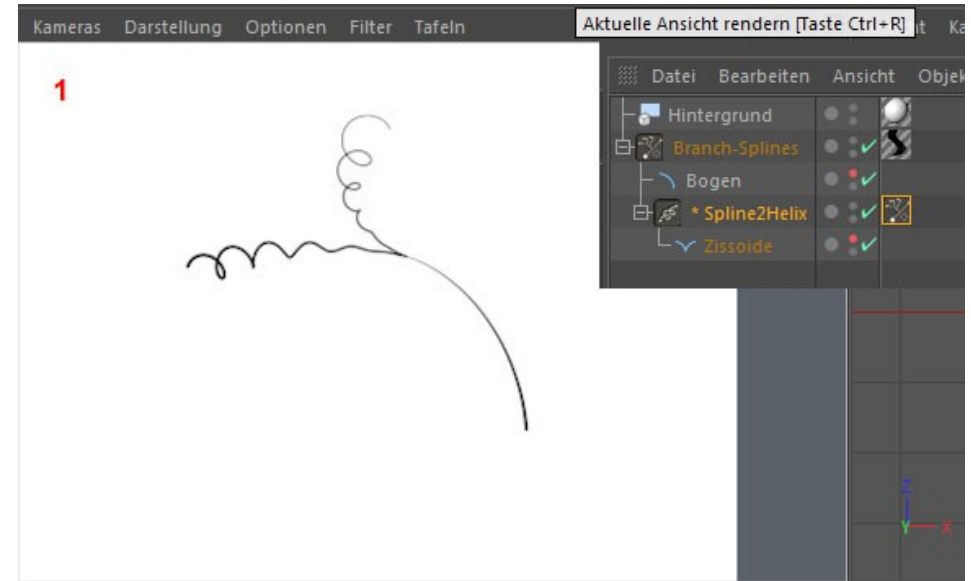 Kameras Darstellung Optionen Filter Tafeln
Aktuelle Ansicht rendern [Taste Ctrl+R]
1
Datei Bearbeiten Ansicht Objek
Hintergrund
Branch-Splines
Bogen
* Spline2Helix
Zissoide
Z
Y X